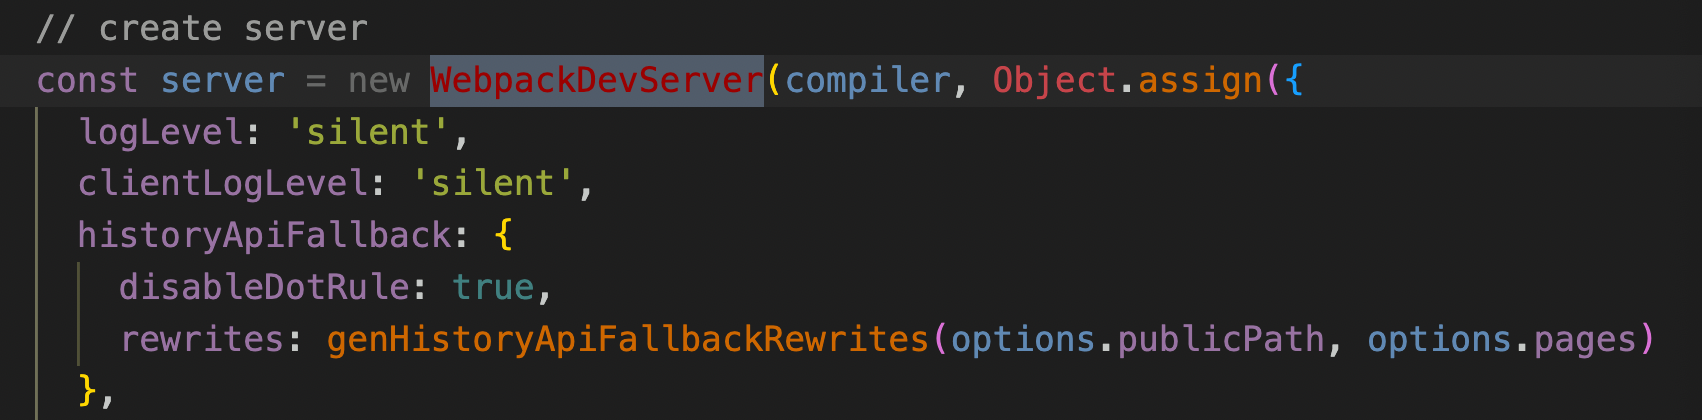 // create server
const server = new WebpackDevServer(compiler, Object.assign({
logLevel: 'silent',
clientLogLevel: 'silent',
historyApiFallback: {
disableDotRule: true,
rewrites: genHistoryApiFallbackRewrites(options.publicPath, options.pages)
},